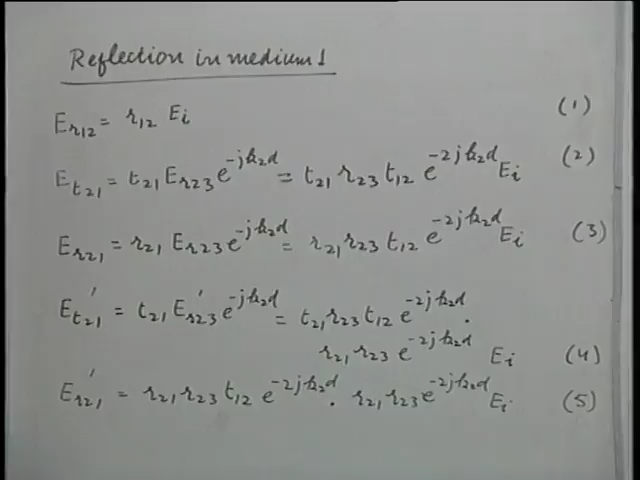 Reflection in medium 1
E_{r12} = r_{12} E_i (1)
E_{t21} = t_{21} E_{r23} e^{-jk_2d} = t_{21} r_{23} t_{12} e^{-2jk_2d} E_i (2)
E_{r21} = r_{21} E_{r23} e^{-jk_2d} = r_{21} r_{23} t_{12} e^{-2jk_2d} E_i (3)
E_{t21}' = t_{21} E_{r23}' e^{-jk_2d} = t_{21} r_{23} t_{12} e^{-2jk_2d} .
r_{21} r_{23} e^{-2jk_2d} E_i (4)
E_{r21}' = r_{21} r_{23} t_{12} e^{-2jk_2d} . r_{21} r_{23} e^{-2jk_2d} E_i (5)